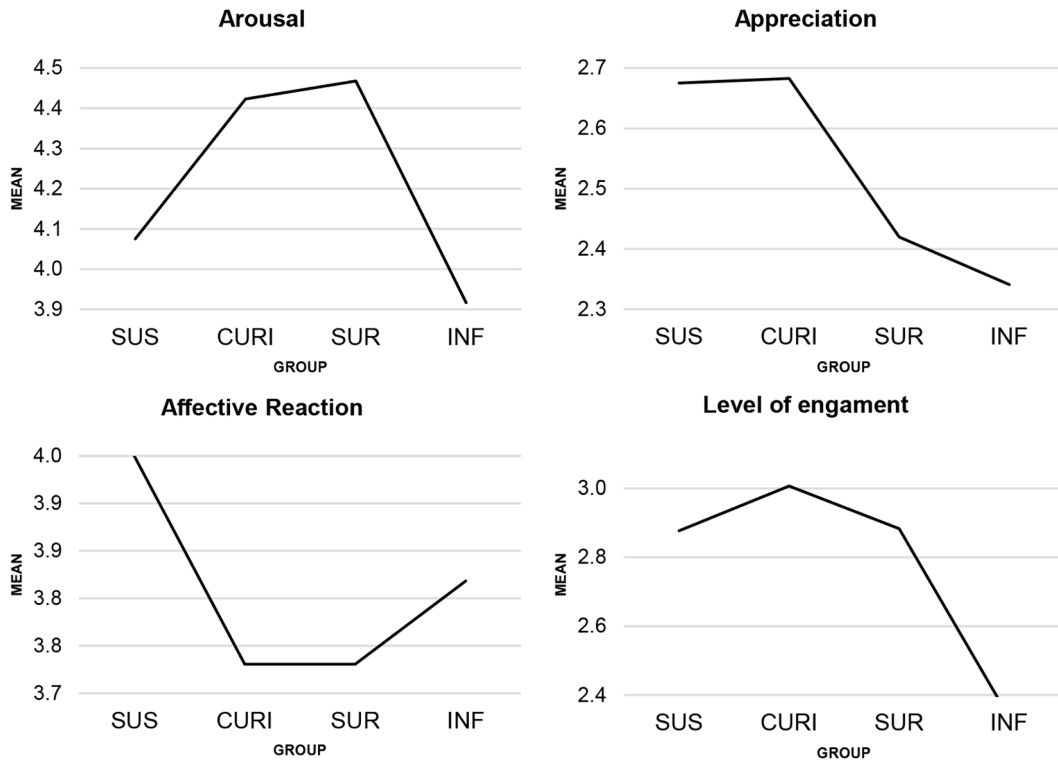 Arousal
4.5
4.4
4.3
4.2
4.1
4.0
3.9
MEAN
SUS CURI SUR INF
GROUP
Appreciation
2.7
2.6
2.5
2.4
2.3
MEAN
SUS CURI SUR INF
GROUP
Affective Reaction
4.0
3.9
3.9
3.8
3.8
3.7
MEAN
SUS CURI SUR INF
GROUP
Level of engament
3.0
2.8
2.6
2.4
MEAN
SUS CURI SUR INF
GROUP